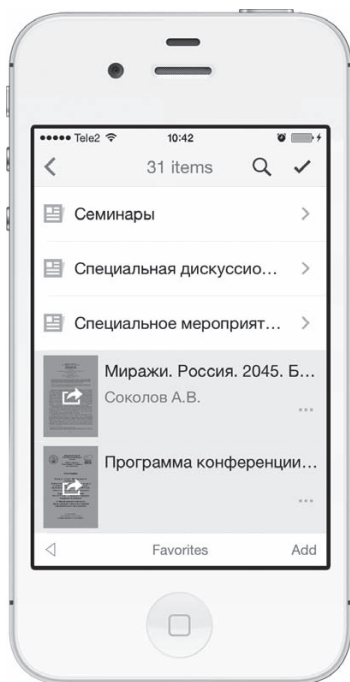 Tele2 10:42
31 items
Семинары
Специальная дискуссио...
Специальное мероприят...
Миражи. Россия. 2045. Б...
Соколов А.В.
...
Программа конференции...
...
Favorites Add